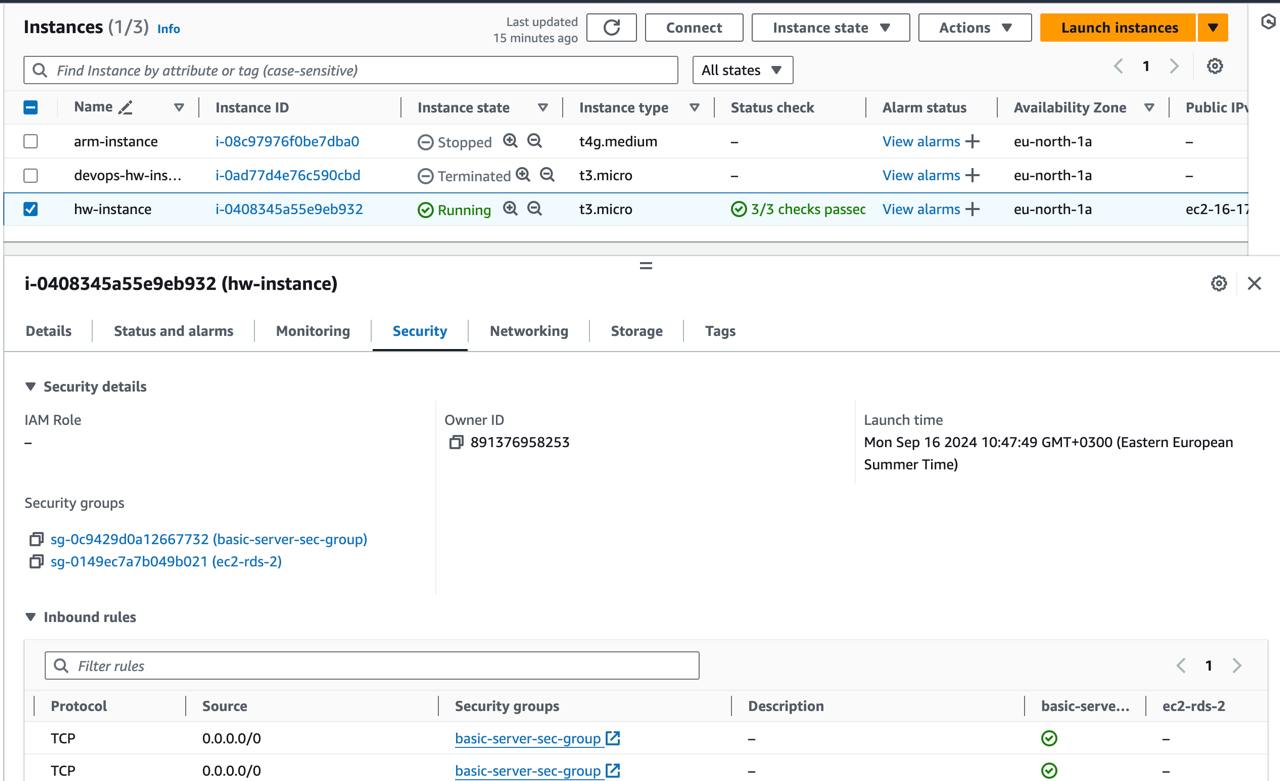 Instances (1/3) Info
Last updated
15 minutes ago
Connect Instance state Actions Launch instances
Find Instance by attribute or tag (case-sensitive) All states 1
Name Instance ID Instance state Instance type Status check Alarm status Availability Zone Public IPv
arm-instance i-08c97976f0be7dba0 Stopped t4g.medium – View alarms eu-north-1a –
devops-hw-ins... i-0ad77d4e76c590cbd Terminated t3.micro – View alarms eu-north-1a –
hw-instance i-0408345a55e9eb932 Running t3.micro 3/3 checks passec View alarms eu-north-1a ec2-16-17
i-0408345a55e9eb932 (hw-instance)
Details Status and alarms Monitoring Security Networking Storage Tags
Security details
IAM Role
–
Owner ID
891376958253
Launch time
Mon Sep 16 2024 10:47:49 GMT+0300 (Eastern European
Summer Time)
Security groups
sg-0c9429d0a12667732 (basic-server-sec-group)
sg-0149ec7a7b049b021 (ec2-rds-2)
Inbound rules
Filter rules 1
Protocol Source Security groups Description basic-serve... ec2-rds-2
TCP 0.0.0.0/0 basic-server-sec-group – –
TCP 0.0.0.0/0 basic-server-sec-group – –